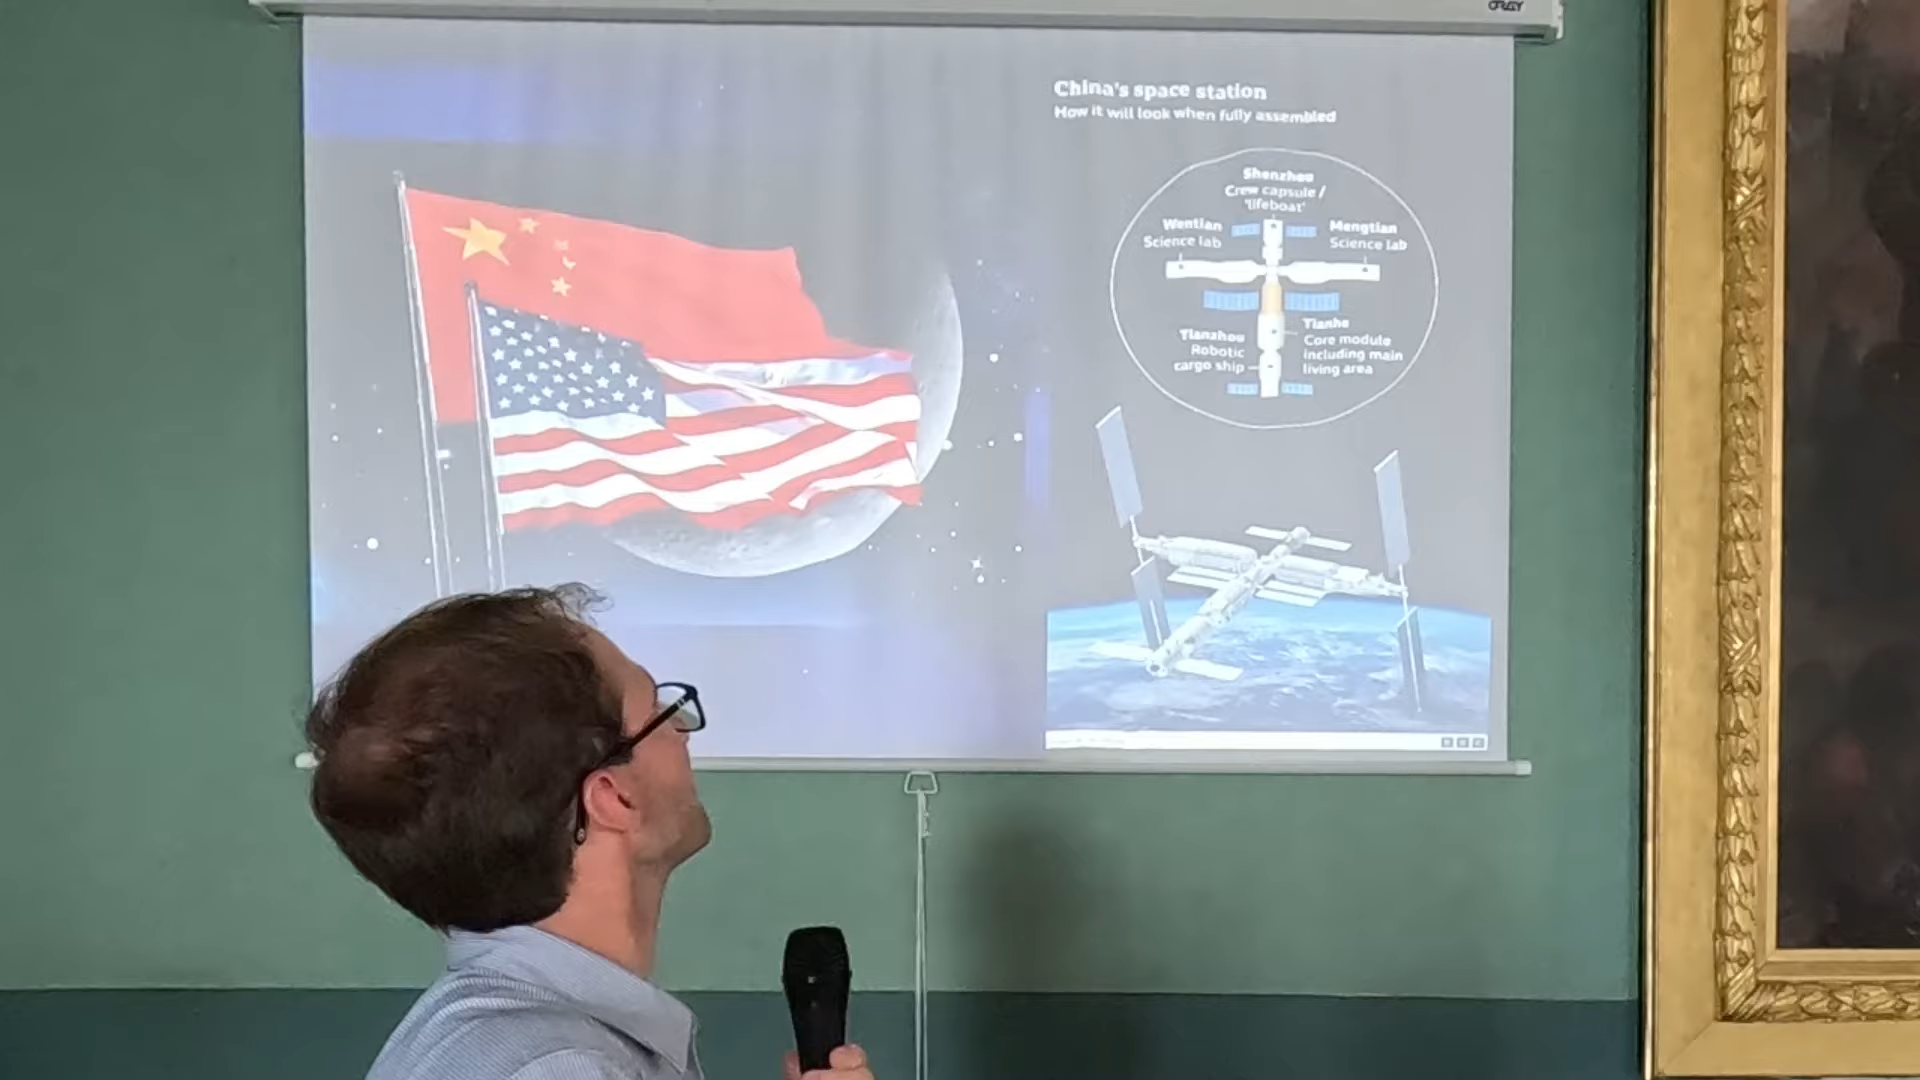 ORAY
China's space station
How it will look when fully assembled
Shenzhou
Crew capsule /
'lifeboat'
Wentian
Science lab
Mengtian
Science lab
Tianzhou
Robotic
cargo ship
Tianhe
Core module
including main
living area